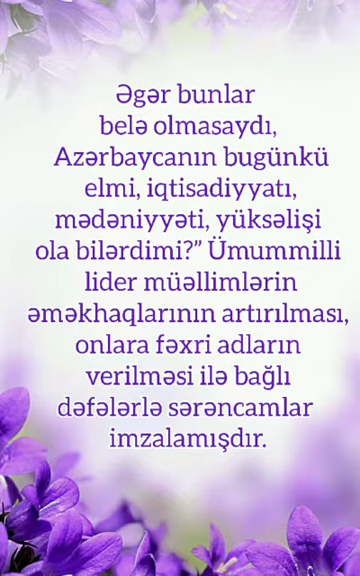 Əgər bunlar
belə olmasaydı,
Azərbaycanın bugünkü
elmi, iqtisadiyyatı,
mədəniyyəti, yüksəlişi
ola bilərdimi?” Ümummilli
lider müəllimlərin
əməkhaqlarının artırılması,
onlara fəxri adların
verilməsi ilə bağlı
dəfələrlə sərəncamlar
imzalamışdır.